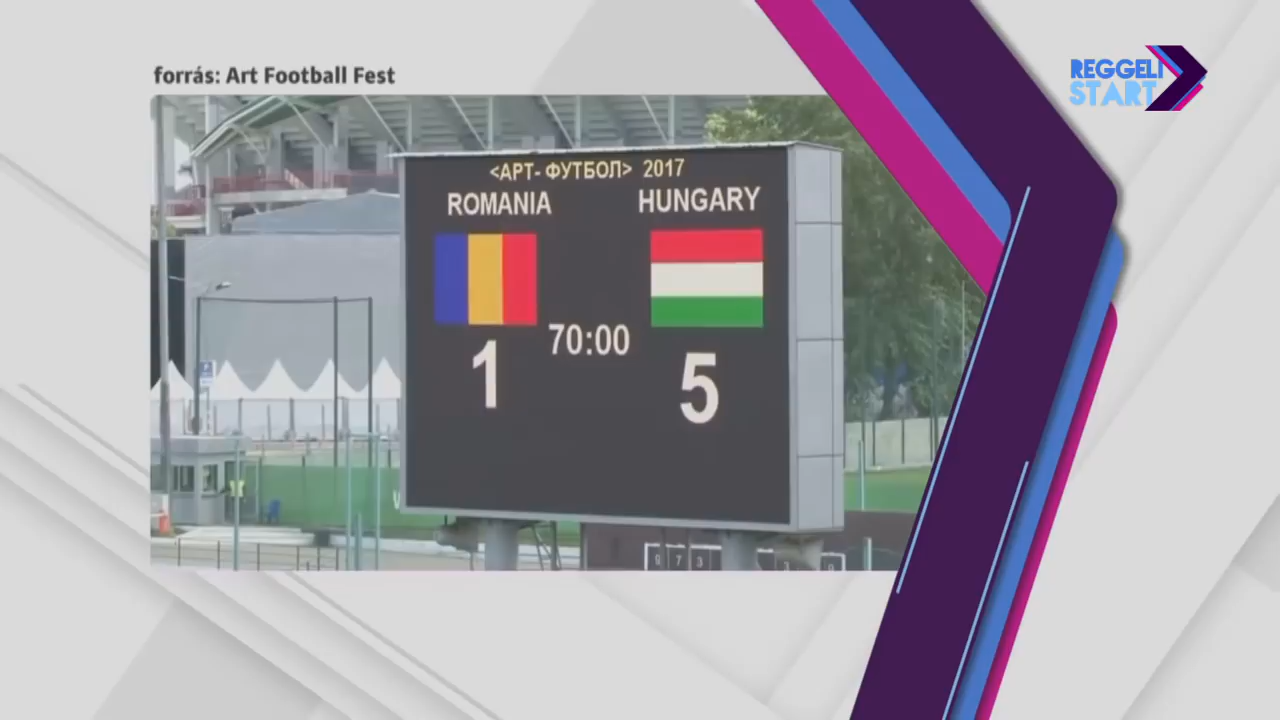 forrás: Art Football Fest
REGGELI
START
<АРТ- ФУТБОЛ> 2017
ROMANIA HUNGARY
70:00
1 5